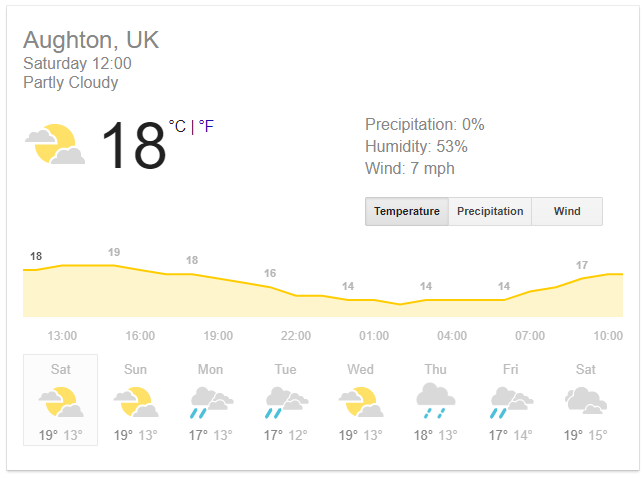 Aughton, UK
Saturday 12:00
Partly Cloudy
18 °C | °F
Precipitation: 0%
Humidity: 53%
Wind: 7 mph
Temperature Precipitation Wind
18 19 18 16 14 14 14 17
13:00 16:00 19:00 22:00 01:00 04:00 07:00 10:00
Sat Sun Mon Tue Wed Thu Fri Sat
19° 13° 19° 13° 17° 13° 17° 12° 19° 13° 18° 13° 17° 14° 19° 15°